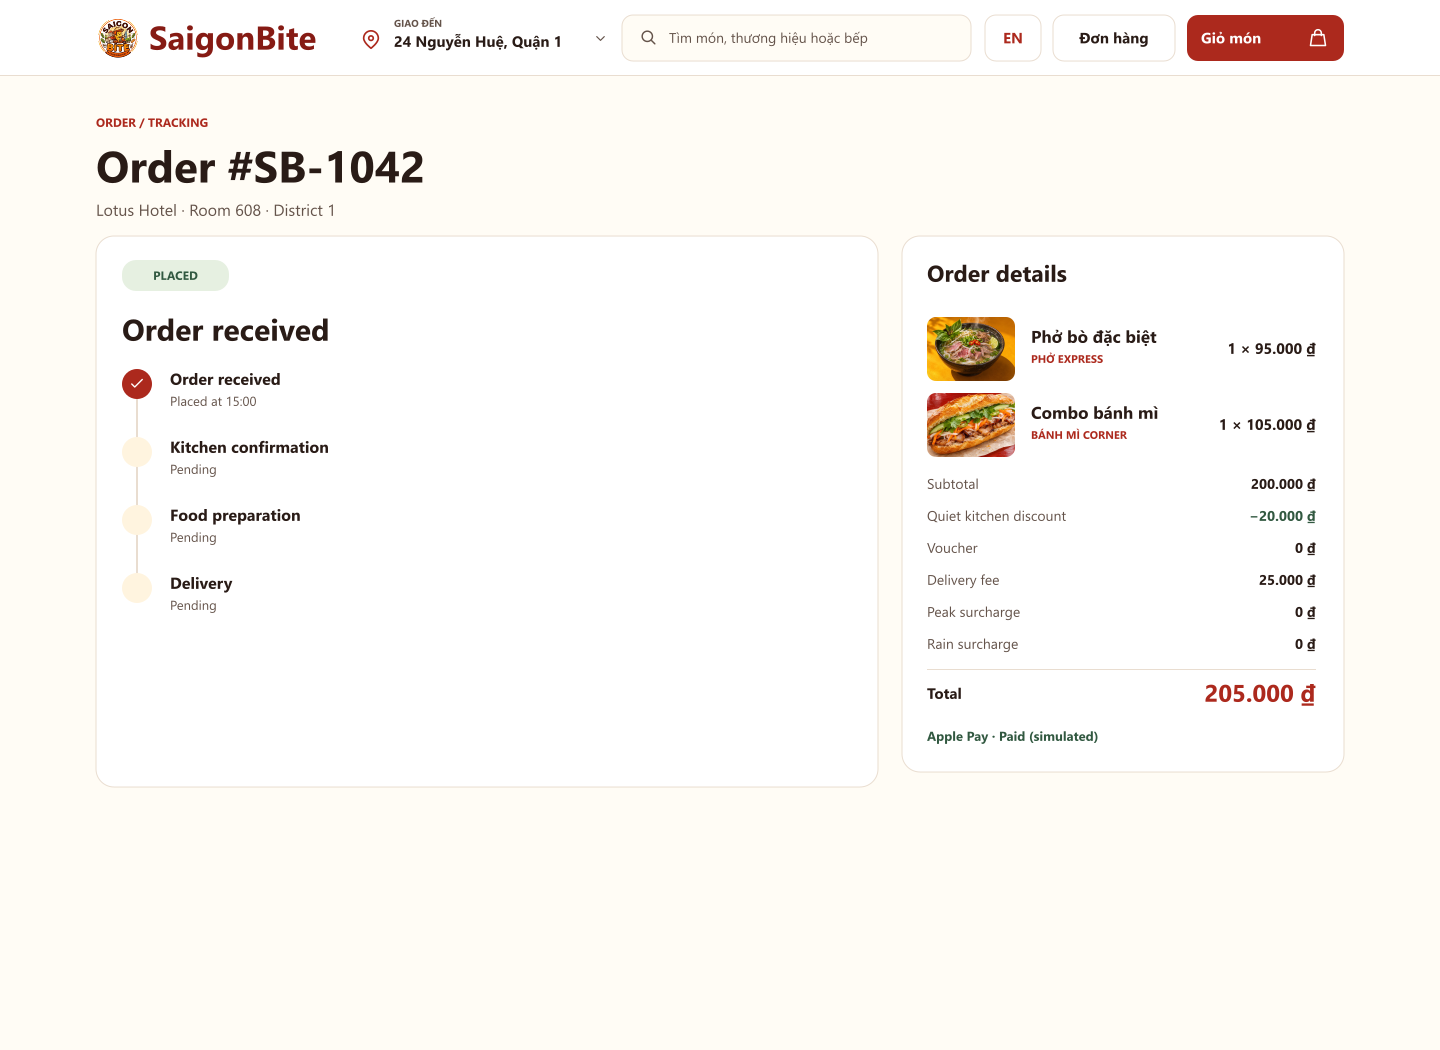 SAIGON
BITE
SaigonBite
GIAO ĐẾN
24 Nguyễn Huệ, Quận 1
Tìm món, thương hiệu hoặc bếp
EN
Đơn hàng
Giỏ món
ORDER / TRACKING
Order #SB-1042
Lotus Hotel · Room 608 · District 1
PLACED
Order received
Order received
Placed at 15:00
Kitchen confirmation
Pending
Food preparation
Pending
Delivery
Pending
Order details
Phở bò đặc biệt
PHỞ EXPRESS
1 × 95.000 ₫
Combo bánh mì
BÁNH MÌ CORNER
1 × 105.000 ₫
Subtotal 200.000 ₫
Quiet kitchen discount −20.000 ₫
Voucher 0 ₫
Delivery fee 25.000 ₫
Peak surcharge 0 ₫
Rain surcharge 0 ₫
Total 205.000 ₫
Apple Pay · Paid (simulated)